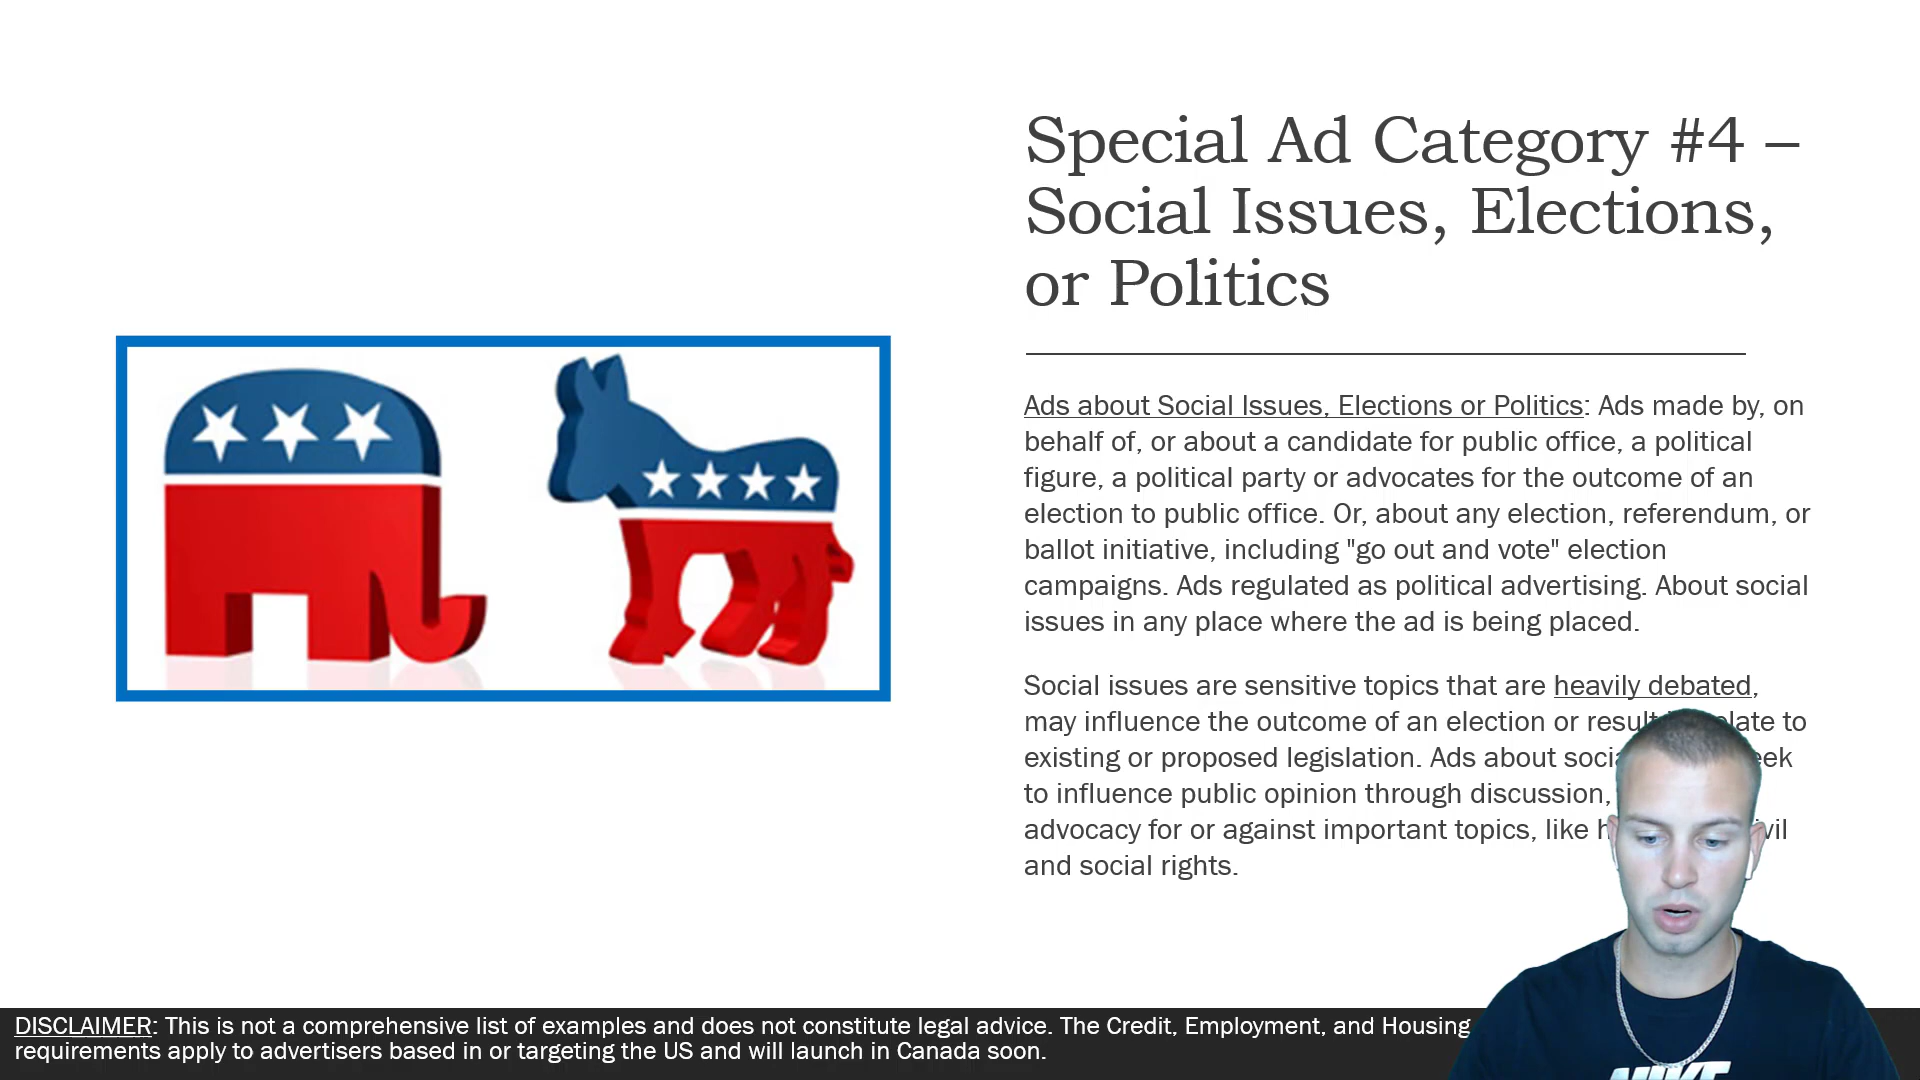 Special Ad Category #4 –
Social Issues, Elections,
or Politics
Ads about Social Issues, Elections or Politics: Ads made by, on
behalf of, or about a candidate for public office, a political
figure, a political party or advocates for the outcome of an
election to public office. Or, about any election, referendum, or
ballot initiative, including "go out and vote" election
campaigns. Ads regulated as political advertising. About social
issues in any place where the ad is being placed.
Social issues are sensitive topics that are heavily debated,
may influence the outcome of an election or result to
existing or proposed legislation. Ads about
to influence public opinion through discussion,
advocacy for or against important topics, like
and social rights.
DISCLAIMER: This is not a comprehensive list of examples and does not constitute legal advice. The Credit, Employment, and Housing
requirements apply to advertisers based in or targeting the US and will launch in Canada soon.
NIKE